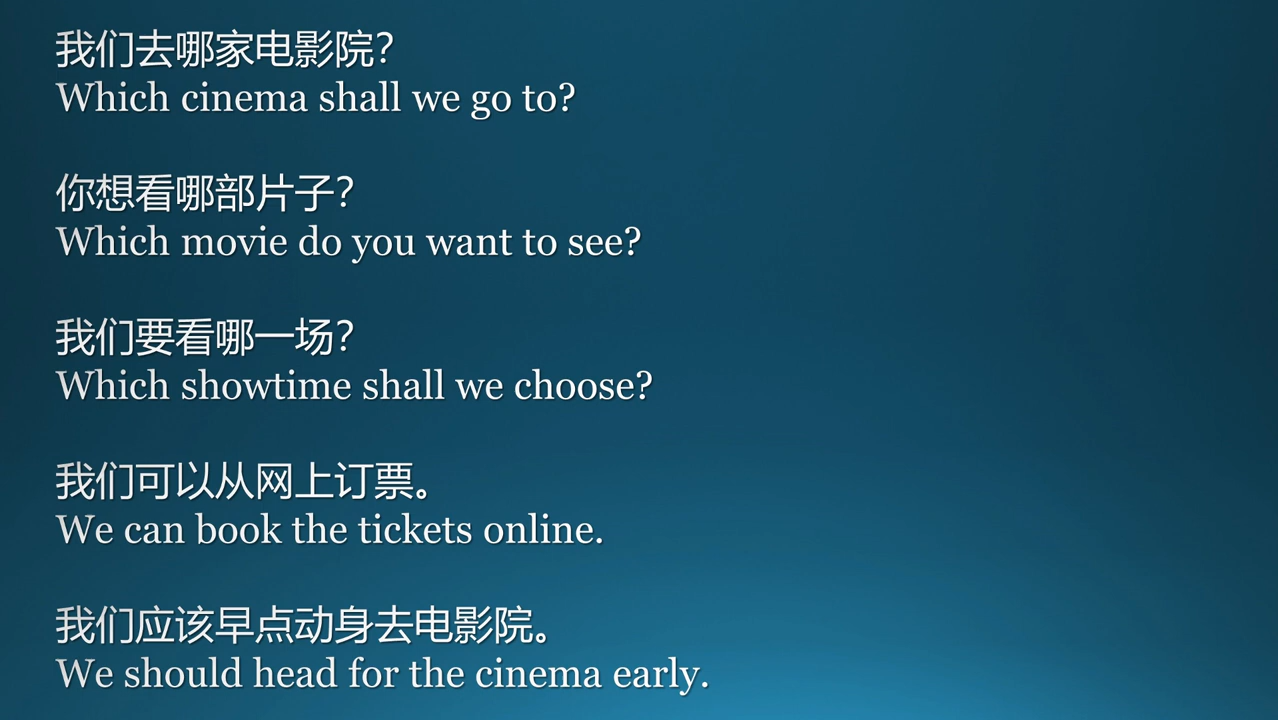 我们去哪家电影院？
Which cinema shall we go to?
你想看哪部片子？
Which movie do you want to see?
我们要看哪一场？
Which showtime shall we choose?
我们可以从网上订票。
We can book the tickets online.
我们应该早点动身去电影院。
We should head for the cinema early.